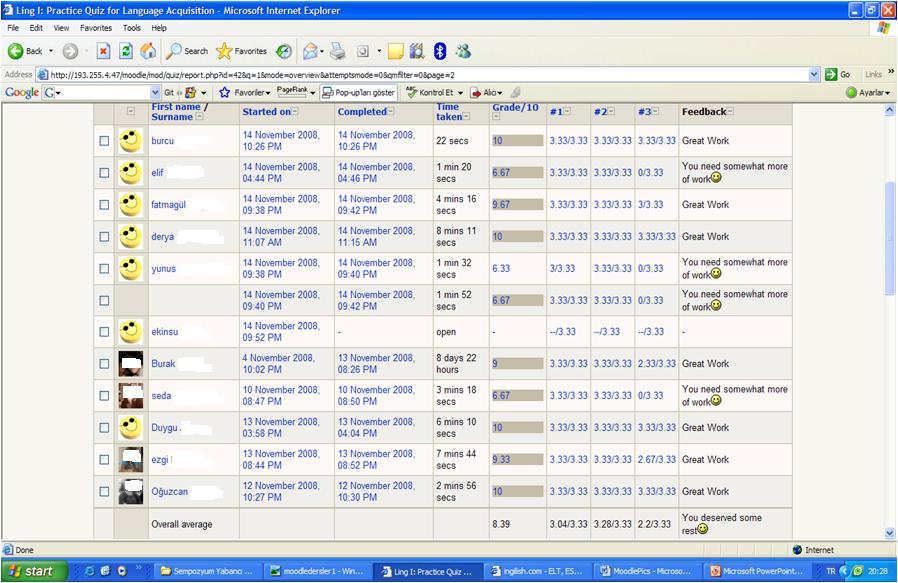 Ling I: Practice Quiz for Language Acquisition - Microsoft Internet Explorer
File Edit View Favorites Tools Help
Back Search Favorites
Address http://193.255.4.47/moodle/mod/quiz/report.php?id=42&q=1&mode=overview&attemptsmode=0&qmfilter=0&page=2 Go Links »
Google G Git Favoriler PageRank Pop-up'ları göster Kontrol Et Alıcı Ayarlar
First name / Surname Started on Completed Time taken Grade/10 #1 #2 #3 Feedback
burcu 14 November 2008, 10:26 PM 14 November 2008, 10:26 PM 22 secs 10 3.33/3.33 3.33/3.33 3.33/3.33 Great Work
elif 14 November 2008, 04:44 PM 14 November 2008, 04:46 PM 1 min 20 secs 6.67 3.33/3.33 3.33/3.33 0/3.33 You need somewhat more of work
fatmagül 14 November 2008, 09:38 PM 14 November 2008, 09:42 PM 4 mins 16 secs 9.67 3.33/3.33 3.33/3.33 3/3.33 Great Work
derya 14 November 2008, 11:07 AM 14 November 2008, 11:15 AM 8 mins 11 secs 10 3.33/3.33 3.33/3.33 3.33/3.33 Great Work
yunus 14 November 2008, 09:38 PM 14 November 2008, 09:40 PM 1 min 32 secs 6.33 3/3.33 3.33/3.33 0/3.33 You need somewhat more of work
14 November 2008, 09:40 PM 14 November 2008, 09:42 PM 1 min 52 secs 6.67 3.33/3.33 3.33/3.33 0/3.33 You need somewhat more of work
ekinsu 14 November 2008, 09:52 PM - open - --/3.33 --/3.33 --/3.33 -
Burak 4 November 2008, 10:02 PM 13 November 2008, 08:26 PM 8 days 22 hours 9 3.33/3.33 3.33/3.33 2.33/3.33 Great Work
seda 10 November 2008, 08:47 PM 10 November 2008, 08:50 PM 3 mins 18 secs 6.67 3.33/3.33 3.33/3.33 0/3.33 You need somewhat more of work
Duygu 13 November 2008, 03:58 PM 13 November 2008, 04:04 PM 6 mins 10 secs 10 3.33/3.33 3.33/3.33 3.33/3.33 Great Work
ezgi 13 November 2008, 08:44 PM 13 November 2008, 08:52 PM 7 mins 44 secs 9.33 3.33/3.33 3.33/3.33 2.67/3.33 Great Work
Oğuzcan 12 November 2008, 10:27 PM 12 November 2008, 10:30 PM 2 mins 56 secs 10 3.33/3.33 3.33/3.33 3.33/3.33 Great Work
Overall average 8.39 3.04/3.33 3.28/3.33 2.2/3.33 You deserved some rest
Done Internet
start Sempozyum Yabancı ... moodledersler1 - Win... Ling I: Practice Quiz ... inglish.com - ELT, ES... MoodlePics - Microso... Microsoft PowerPoint ... TR 20:28